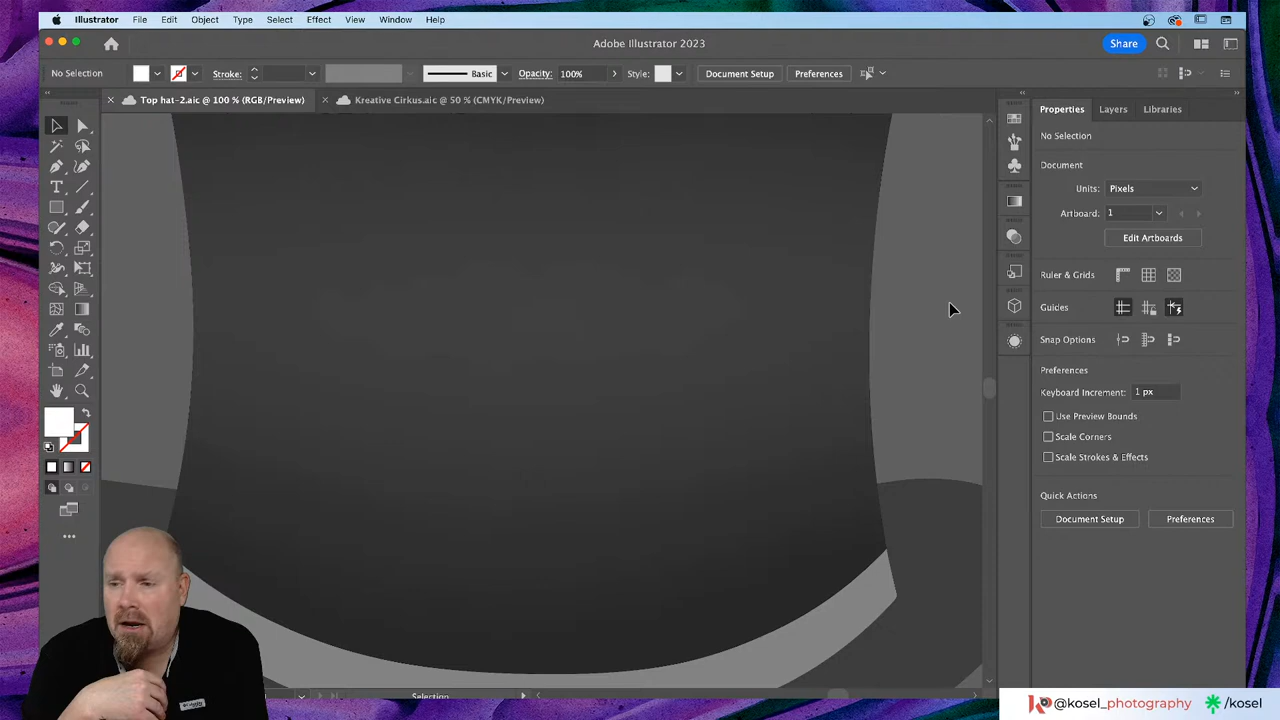 Illustrator File Edit Object Type Select Effect View Window Help
Adobe Illustrator 2023
Share
No Selection
Stroke:
Basic
Opacity: 100%
Style:
Document Setup
Preferences
Top hat-2.aic @ 100 % (RGB/Preview)
Kreative Cirkus.aic @ 50 % (CMYK/Preview)
Properties
Layers
Libraries
No Selection
Document
Units: Pixels
Artboard: 1
Edit Artboards
Ruler & Grids
Guides
Snap Options
Preferences
Keyboard Increment: 1 px
Use Preview Bounds
Scale Corners
Scale Strokes & Effects
Quick Actions
Document Setup
Preferences
Selection
@kosel_photography
/kosel